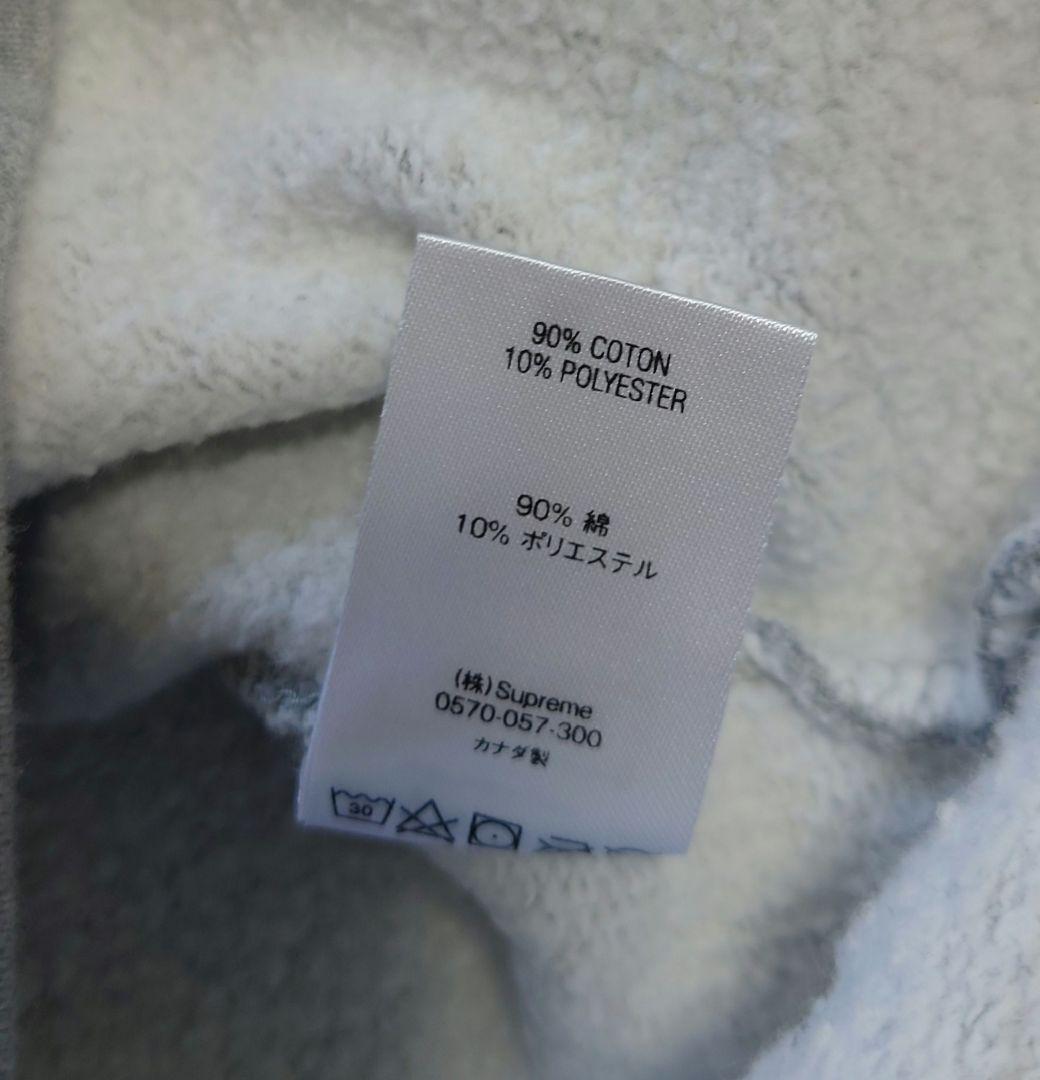 90% COTON
10% POLYESTER
90% 綿
10% ポリエステル
(株)Supreme
0570-057-300
カナダ製
30